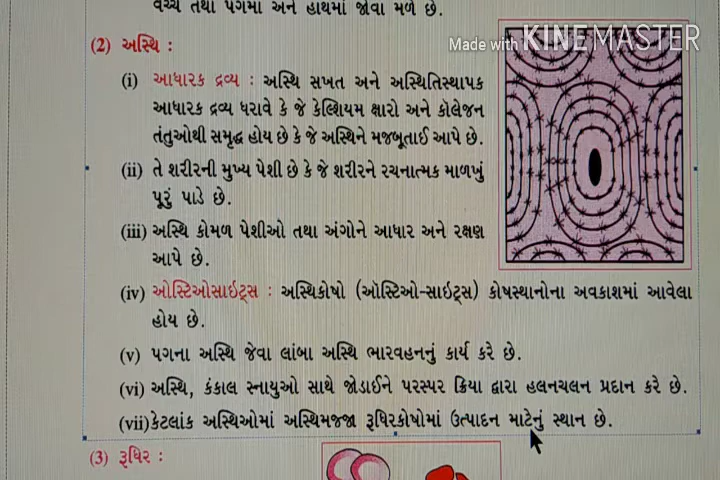 વચ્ચે તથા પગમાં અને હાથમાં જોવા મળે છે.
Made with KINEMASTER
(2) અસ્થિ :
(i) આધારક દ્રવ્ય : અસ્થિ સખત અને અસ્થિતિસ્થાપક
આધારક દ્રવ્ય ધરાવે કે જે કેલ્શિયમ ક્ષારો અને કૉલેજન
તંતુઓથી સમૃદ્ધ હોય છે કે જે અસ્થિને મજબૂતાઈ આપે છે.
(ii) તે શરીરની મુખ્ય પેશી છે કે જે શરીરને રચનાત્મક માળખું
પૂરું પાડે છે.
(iii) અસ્થિ કોમળ પેશીઓ તથા અંગોને આધાર અને રક્ષણ
આપે છે.
(iv) ઓસ્ટિઓસાઇટ્સ : અસ્થિકોષો (ઑસ્ટિઓ-સાઇટ્સ) કોષસ્થાનોના અવકાશમાં આવેલા
હોય છે.
(v) પગના અસ્થિ જેવા લાંબા અસ્થિ ભારવહનનું કાર્ય કરે છે.
(vi) અસ્થિ, કંકાલ સ્નાયુઓ સાથે જોડાઈને પરસ્પર ક્રિયા દ્વારા હલનચલન પ્રદાન કરે છે.
(vii) કેટલાંક અસ્થિઓમાં અસ્થિમજજા રૂધિરકોષોમાં ઉત્પાદન માટેનું સ્થાન છે.
(3) રૂધિર :